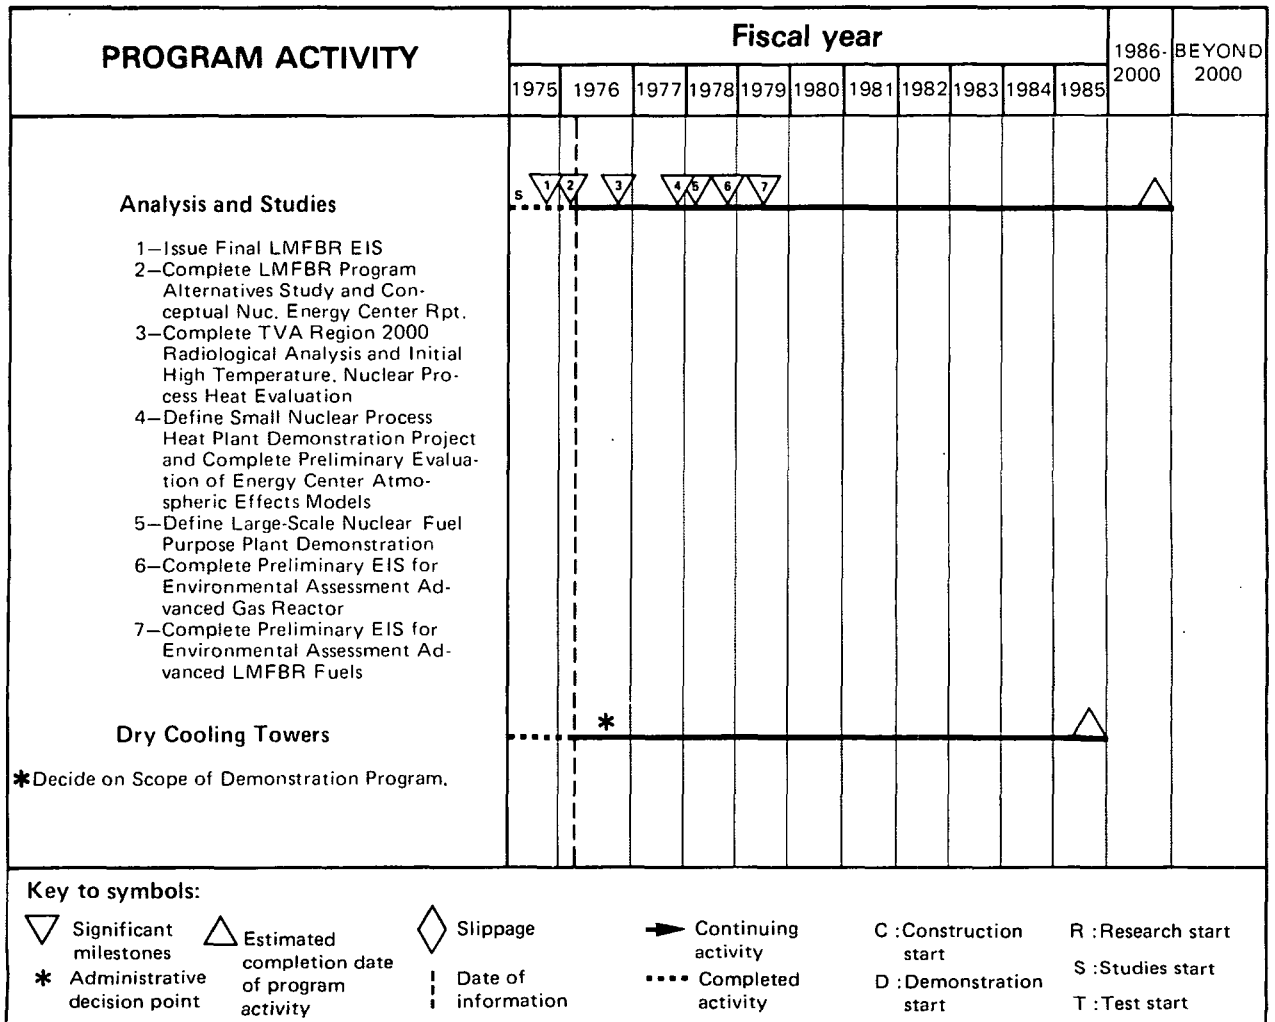 PROGRAM ACTIVITY
Fiscal year
1986-
2000
BEYOND
2000
1975 1976 1977 1978 1979 1980 1981 1982 1983 1984 1985
S 1 2 3 4 5 6 7
Analysis and Studies
1—Issue Final LMFBR EIS
2—Complete LMFBR Program
Alternatives Study and Con-
ceptual Nuc. Energy Center Rpt.
3—Complete TVA Region 2000
Radiological Analysis and Initial
High Temperature. Nuclear Pro-
cess Heat Evaluation
4—Define Small Nuclear Process
Heat Plant Demonstration Project
and Complete Preliminary Evalua-
tion of Energy Center Atmo-
spheric Effects Models
5—Define Large-Scale Nuclear Fuel
Purpose Plant Demonstration
6—Complete Preliminary EIS for
Environmental Assessment Ad-
vanced Gas Reactor
7—Complete Preliminary EIS for
Environmental Assessment Ad-
vanced LMFBR Fuels
*
Dry Cooling Towers
*Decide on Scope of Demonstration Program.
Key to symbols:
Significant
milestones
* Administrative
decision point
Estimated
completion date
of program
activity
Slippage
Date of
information
Continuing
activity
Completed
activity
C :Construction
start
D :Demonstration
start
R :Research start
S :Studies start
T :Test start